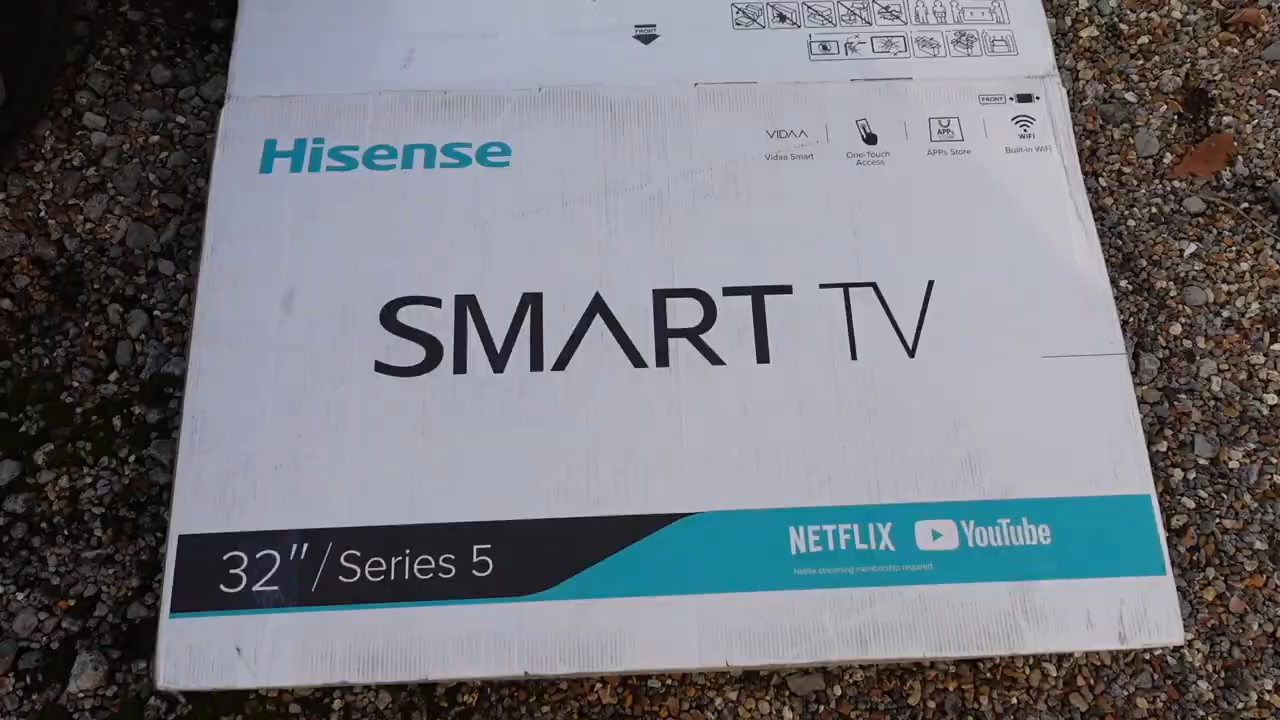 FRONT
FRONT
Hisense
VIDAA
Vidaa Smart
One-Touch
Access
APPs
APPs Store
WiFi
Built-in WiFi
SMART TV
32"/Series 5
NETFLIX
YouTube
Netflix streaming membership required.